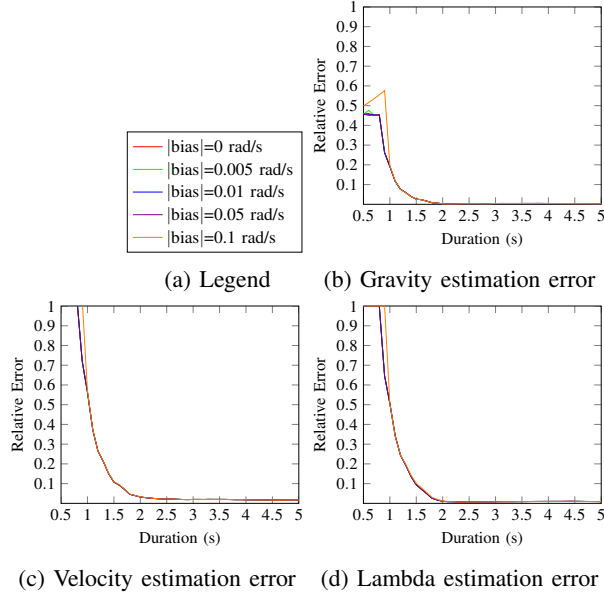 |bias|=0 rad/s
|bias|=0.005 rad/s
|bias|=0.01 rad/s
|bias|=0.05 rad/s
|bias|=0.1 rad/s
(a) Legend
1
0.9
0.8
0.7
0.6
0.5
0.4
0.3
0.2
0.1
Relative Error
0.5 1 1.5 2 2.5 3 3.5 4 4.5 5
Duration (s)
(b) Gravity estimation error
1
0.9
0.8
0.7
0.6
0.5
0.4
0.3
0.2
0.1
Relative Error
0.5 1 1.5 2 2.5 3 3.5 4 4.5 5
Duration (s)
(c) Velocity estimation error
1
0.9
0.8
0.7
0.6
0.5
0.4
0.3
0.2
0.1
Relative Error
0.5 1 1.5 2 2.5 3 3.5 4 4.5 5
Duration (s)
(d) Lambda estimation error